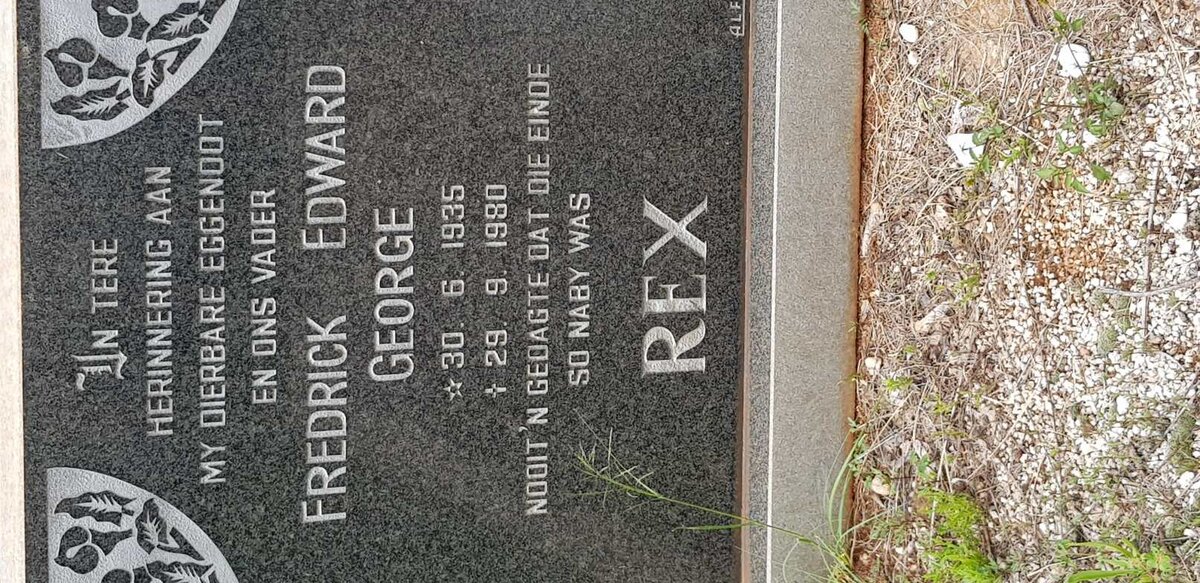 In TERE
HERINNERING AAN
MY DIERBARE EGGENOOT
EN ONS VADER
FREDRICK EDWARD
GEORGE
☆ 30. 6. 1935
† 29. 9. 1980
NOOIT 'N GEDAGTE DAT DIE EINDE
SO NABY WAS
REX